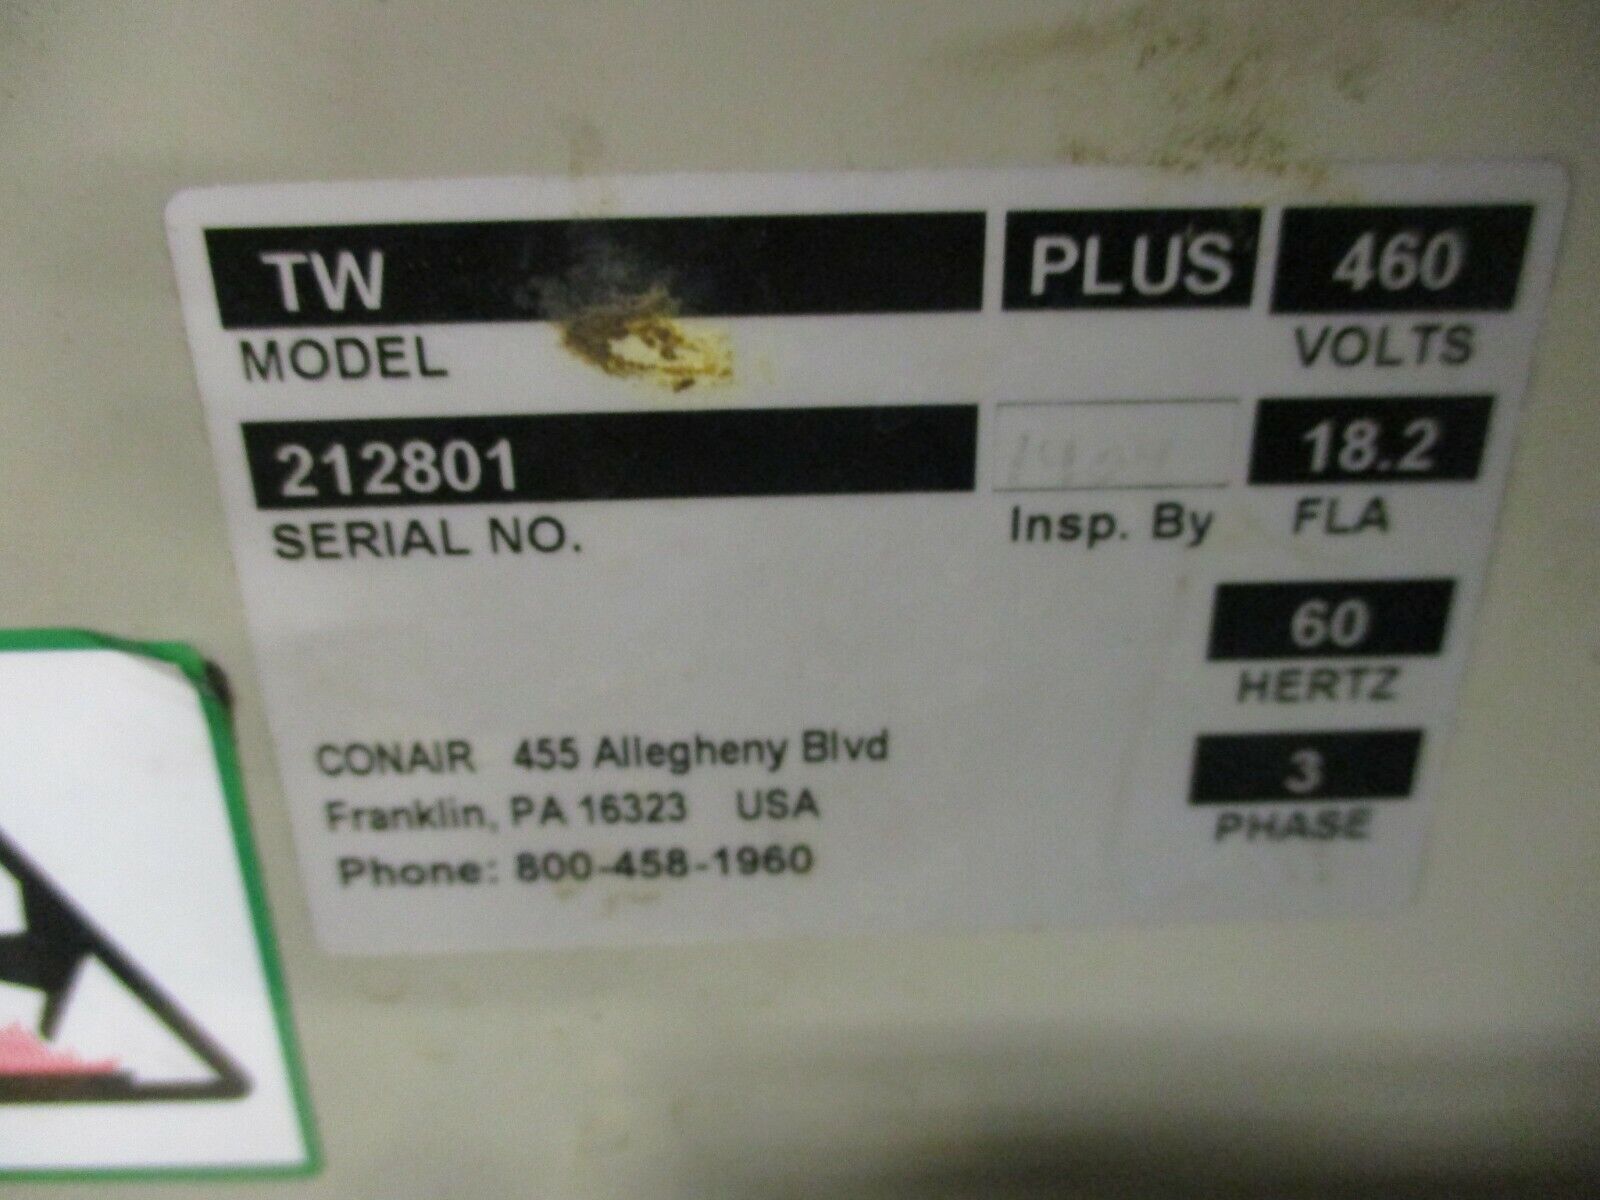 TW PLUS 460
MODEL VOLTS
212801 18.2
SERIAL NO. Insp. By FLA
60
HERTZ
3
PHASE
CONAIR 455 Allegheny Blvd
Franklin, PA 16323 USA
Phone: 800-458-1960